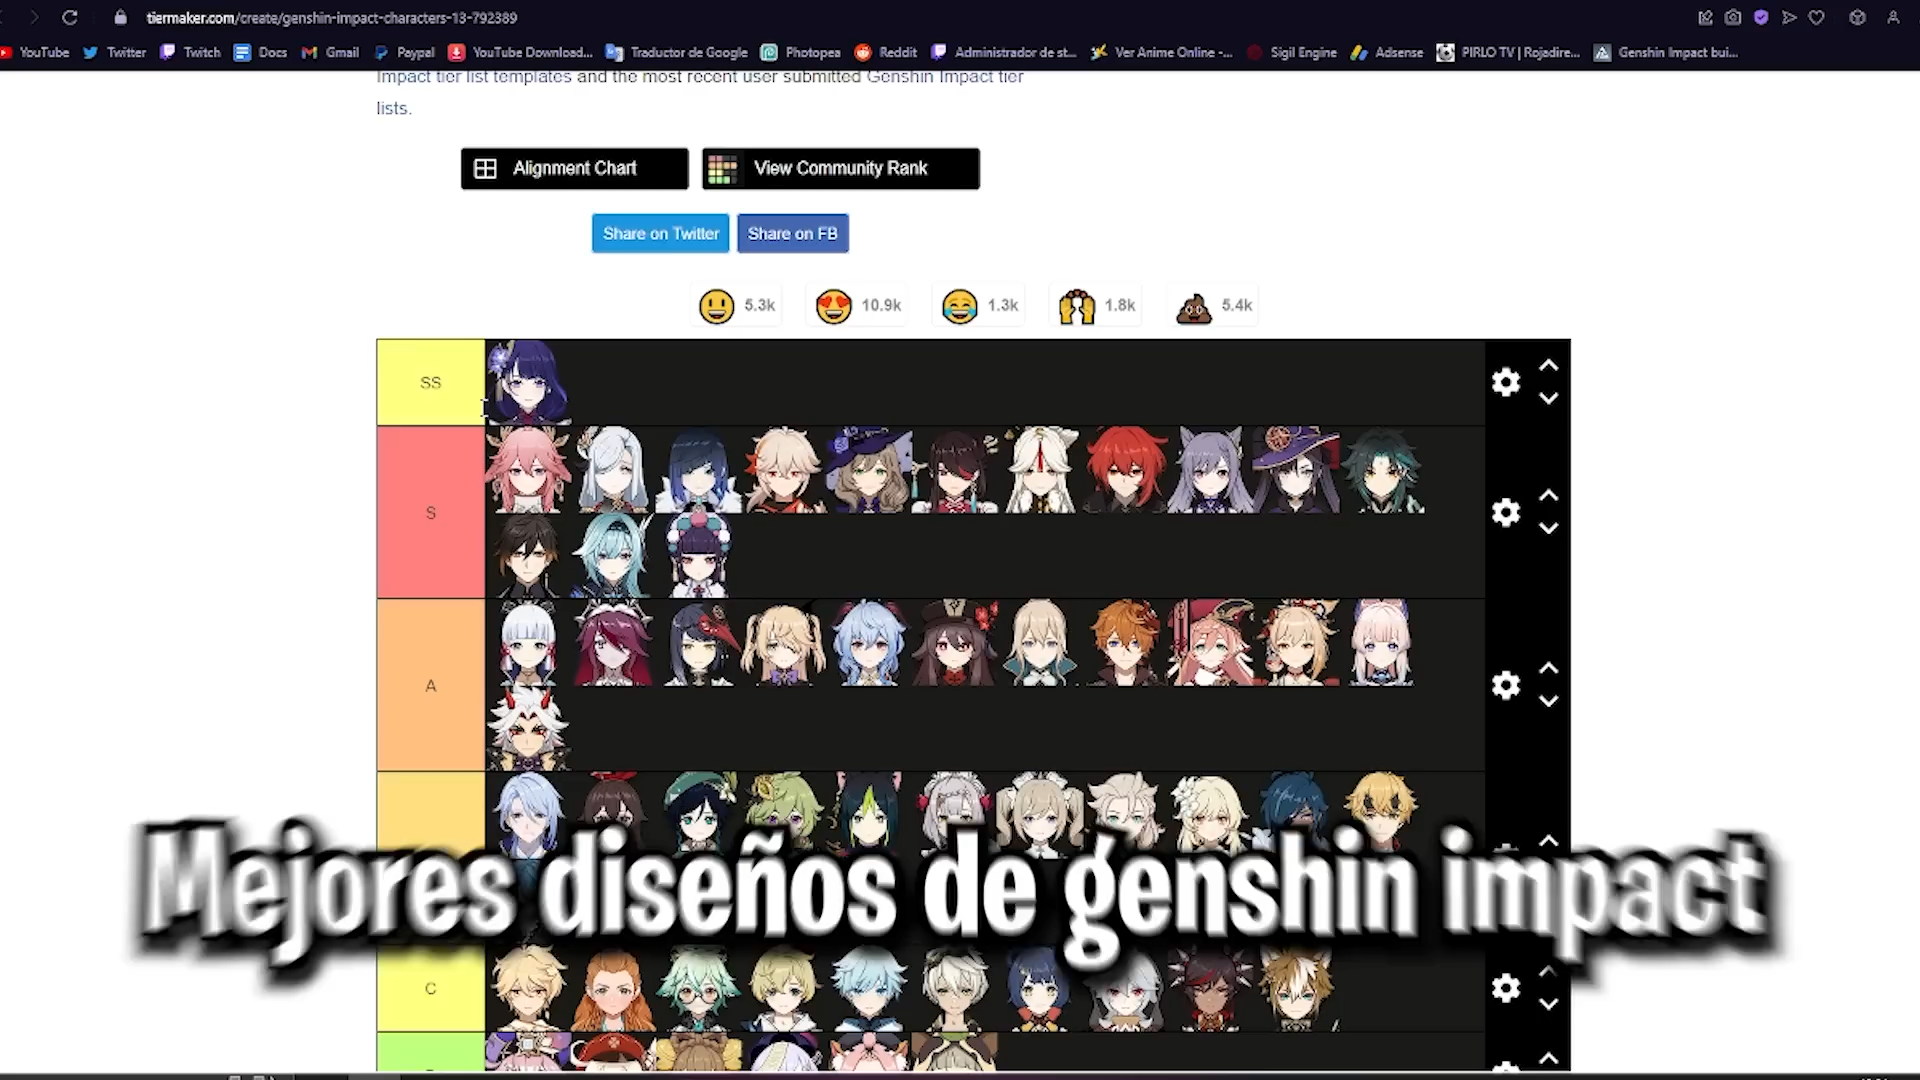 tiermaker.com/create/genshin-impact-characters-13-792389
YouTube Twitter Twitch Docs Gmail Paypal YouTube Download... Traductor de Google Photopea Reddit Administrador de st... Ver Anime Online -... Sigil Engine Adsense PIRLO TV | Rojadire... Genshin Impact bui...
Impact tier list templates and the most recent user submitted Genshin Impact tier
lists.
Alignment Chart View Community Rank
Share on Twitter Share on FB
5.3k 10.9k 1.3k 1.8k 5.4k
SS
S
A
Mejores diseños de genshin impact
C